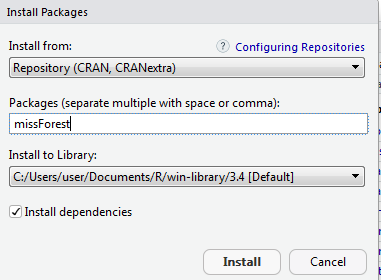 Install Packages
Install from:
? Configuring Repositories
Repository (CRAN, CRANextra)
Packages (separate multiple with space or comma):
missForest
Install to Library:
C:/Users/user/Documents/R/win-library/3.4 [Default]
Install dependencies
Install
Cancel